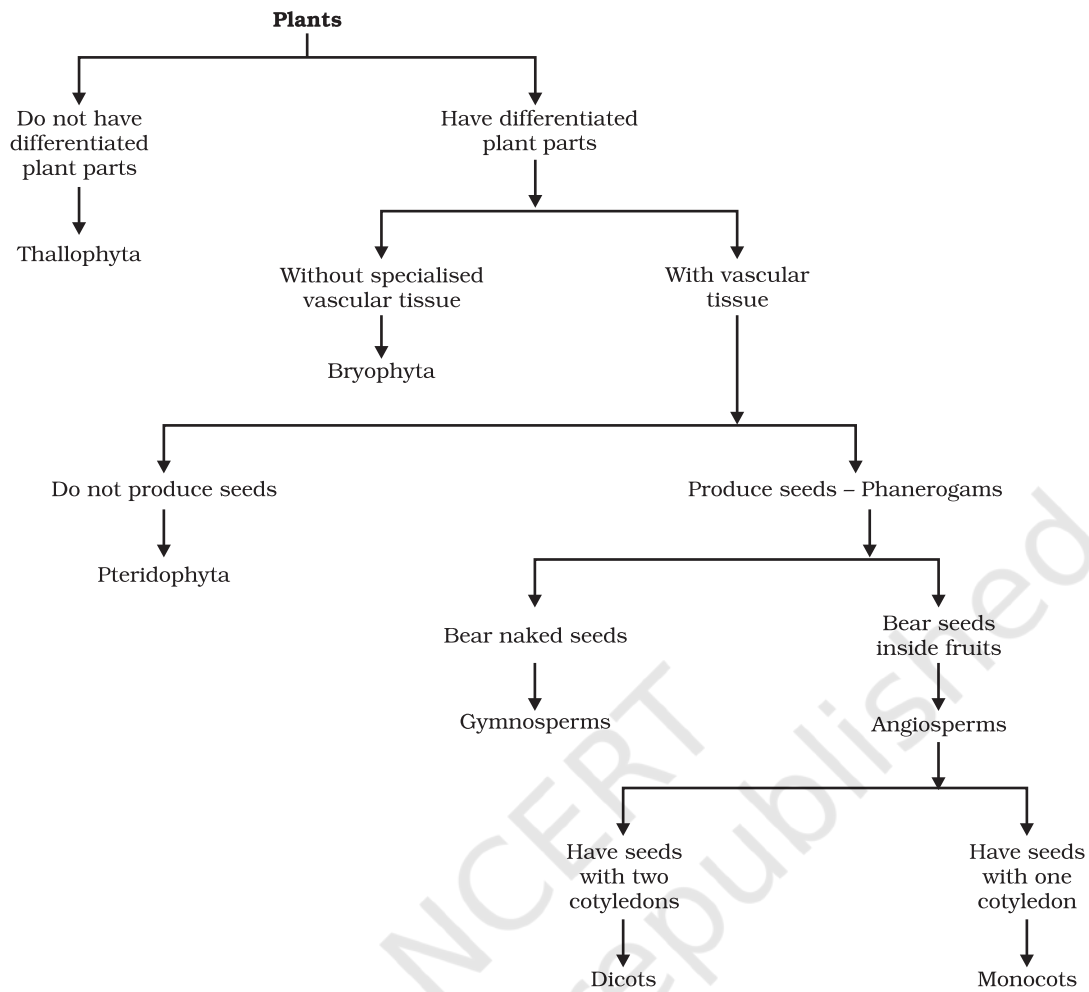 Plants
Do not have
differentiated
plant parts
Have differentiated
plant parts
Thallophyta
Without specialised
vascular tissue
With vascular
tissue
Bryophyta
Do not produce seeds
Produce seeds – Phanerogams
Pteridophyta
Bear naked seeds
Bear seeds
inside fruits
Gymnosperms
Angiosperms
Have seeds
with two
cotyledons
Have seeds
with one
cotyledon
Dicots
Monocots
NCERT
republished